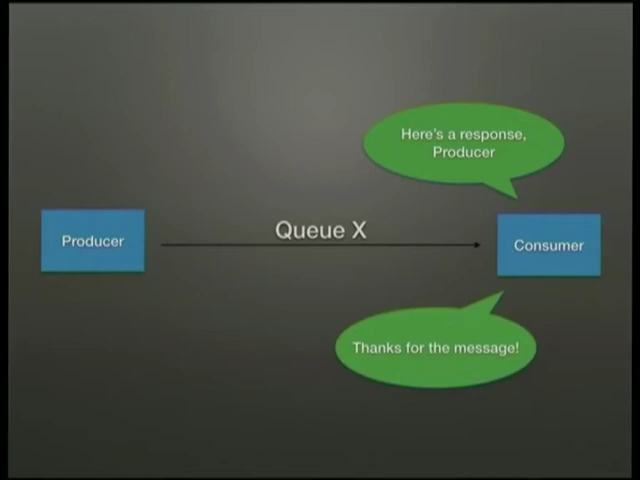 Here's a response,
Producer
Queue X
Producer
Consumer
Thanks for the message!